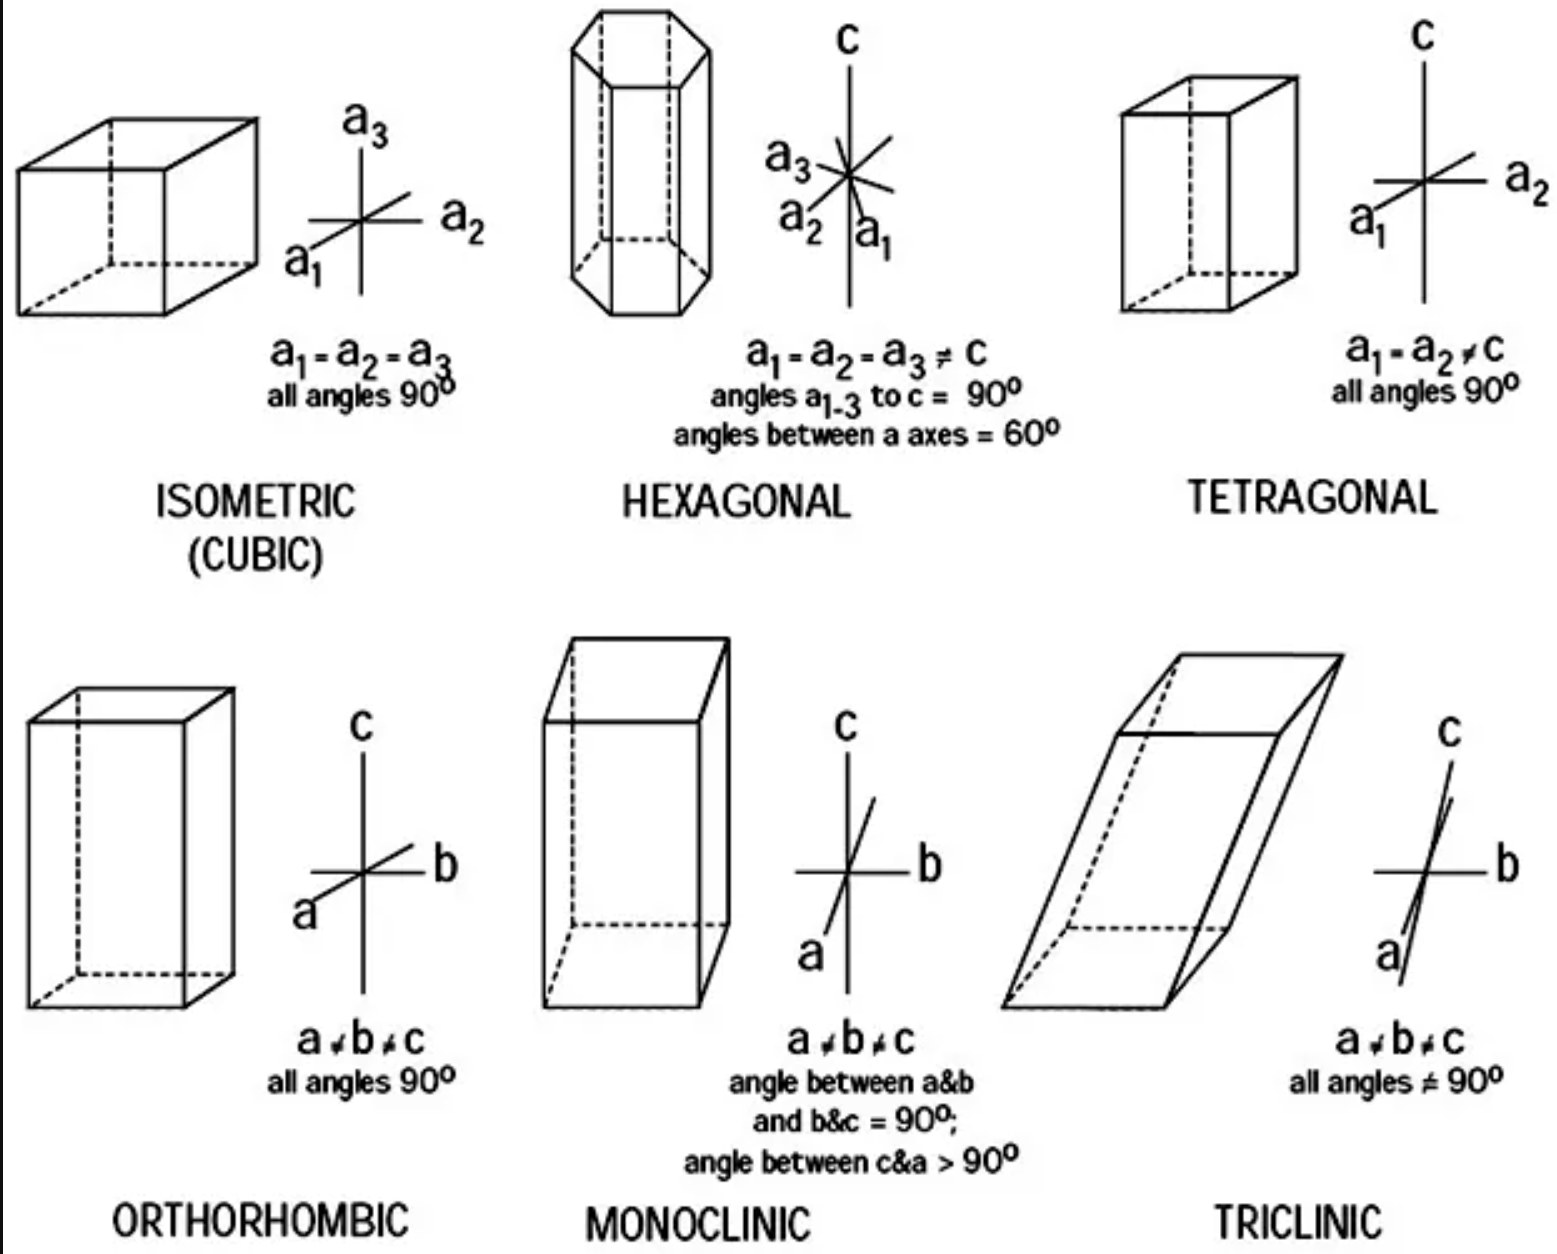 a3
a2
a1
a1 = a2 = a3
all angles 90º
ISOMETRIC
(CUBIC)
c
a3
a2
a1
a1 = a2 = a3 ≠ c
angles a1-3 to c = 90º
angles between a axes = 60º
HEXAGONAL
c
a2
a1
a1 = a2 ≠ c
all angles 90º
TETRAGONAL
c
b
a
a ≠ b ≠ c
all angles 90º
ORTHORHOMBIC
c
b
a
a ≠ b ≠ c
angle between a&b
and b&c = 90º;
angle between c&a > 90º
MONOCLINIC
c
b
a
a ≠ b ≠ c
all angles ≠ 90º
TRICLINIC